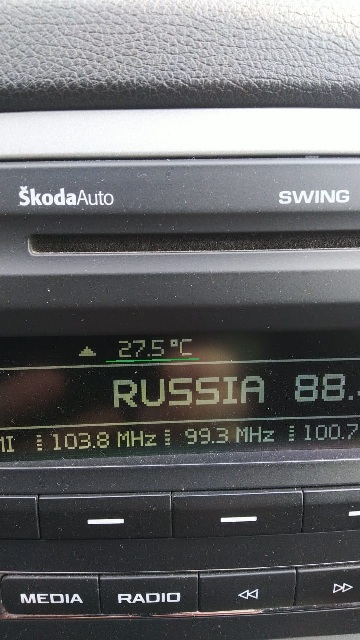 ŠkodaAuto SWING
27.5°C
RUSSIA 88.
103.8 MHz 99.3 MHz 100.7
MEDIA RADIO